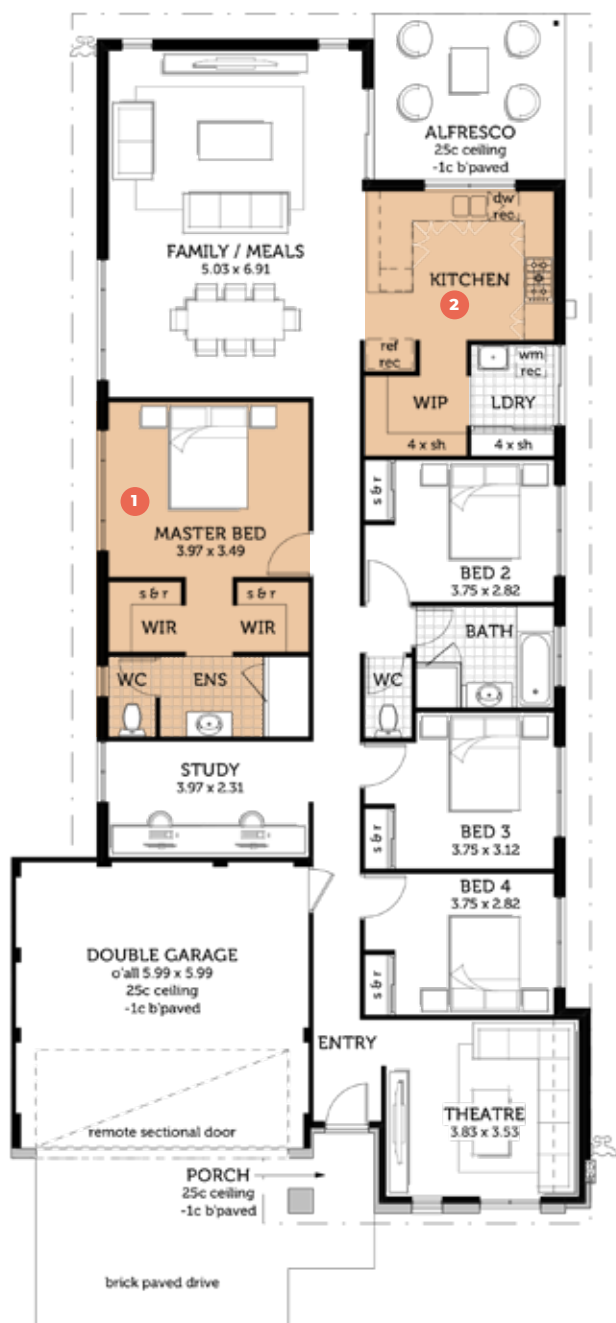 ALFRESCO
25c ceiling
-1c b'paved
FAMILY / MEALS
5.03 x 6.91
dw
rec
KITCHEN
2
ref
rec
wm
rec
WIP
LDRY
4 x sh
4 x sh
1
MASTER BED
3.97 x 3.49
s & r
BED 2
3.75 x 2.82
s & r
s & r
WIR
WIR
BATH
WC
ENS
WC
STUDY
3.97 x 2.31
BED 3
3.75 x 3.12
s & r
BED 4
3.75 x 2.82
s & r
DOUBLE GARAGE
o'all 5.99 x 5.99
25c ceiling
-1c b'paved
ENTRY
THEATRE
3.83 x 3.53
remote sectional door
PORCH
25c ceiling
-1c b'paved
brick paved drive